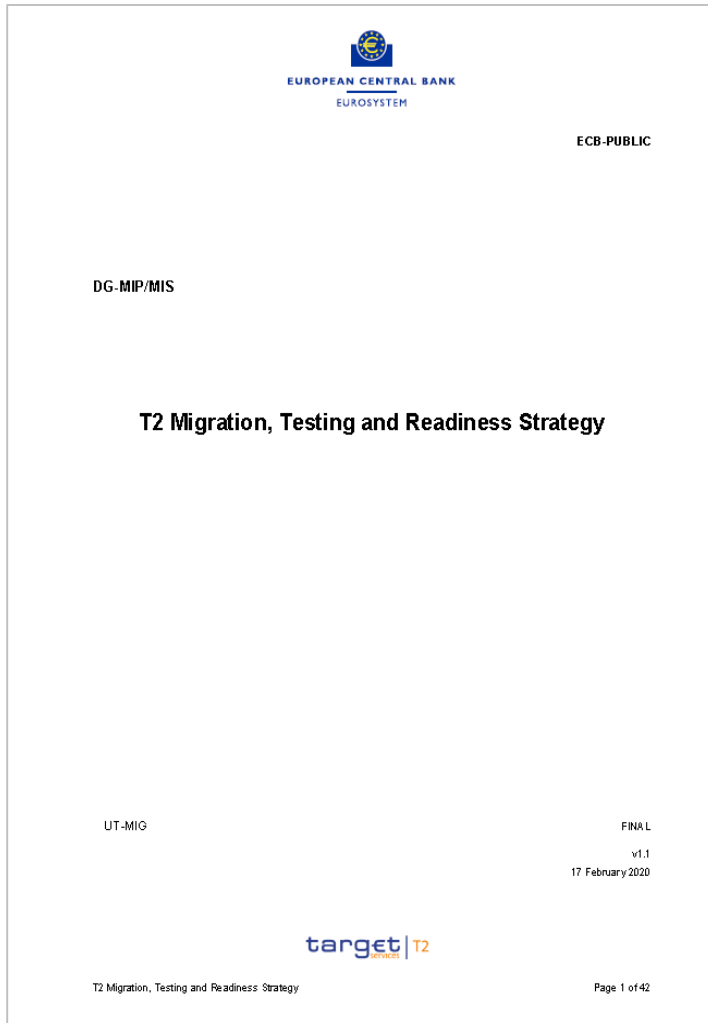 EUROPEAN CENTRAL BANK
EUROSYSTEM
ECB-PUBLIC
DG-MIP/MIS
T2 Migration, Testing and Readiness Strategy
UT-MIG FINAL
v1.1
17 February 2020
target | T2
services
T2 Migration, Testing and Readiness Strategy Page 1 of 42